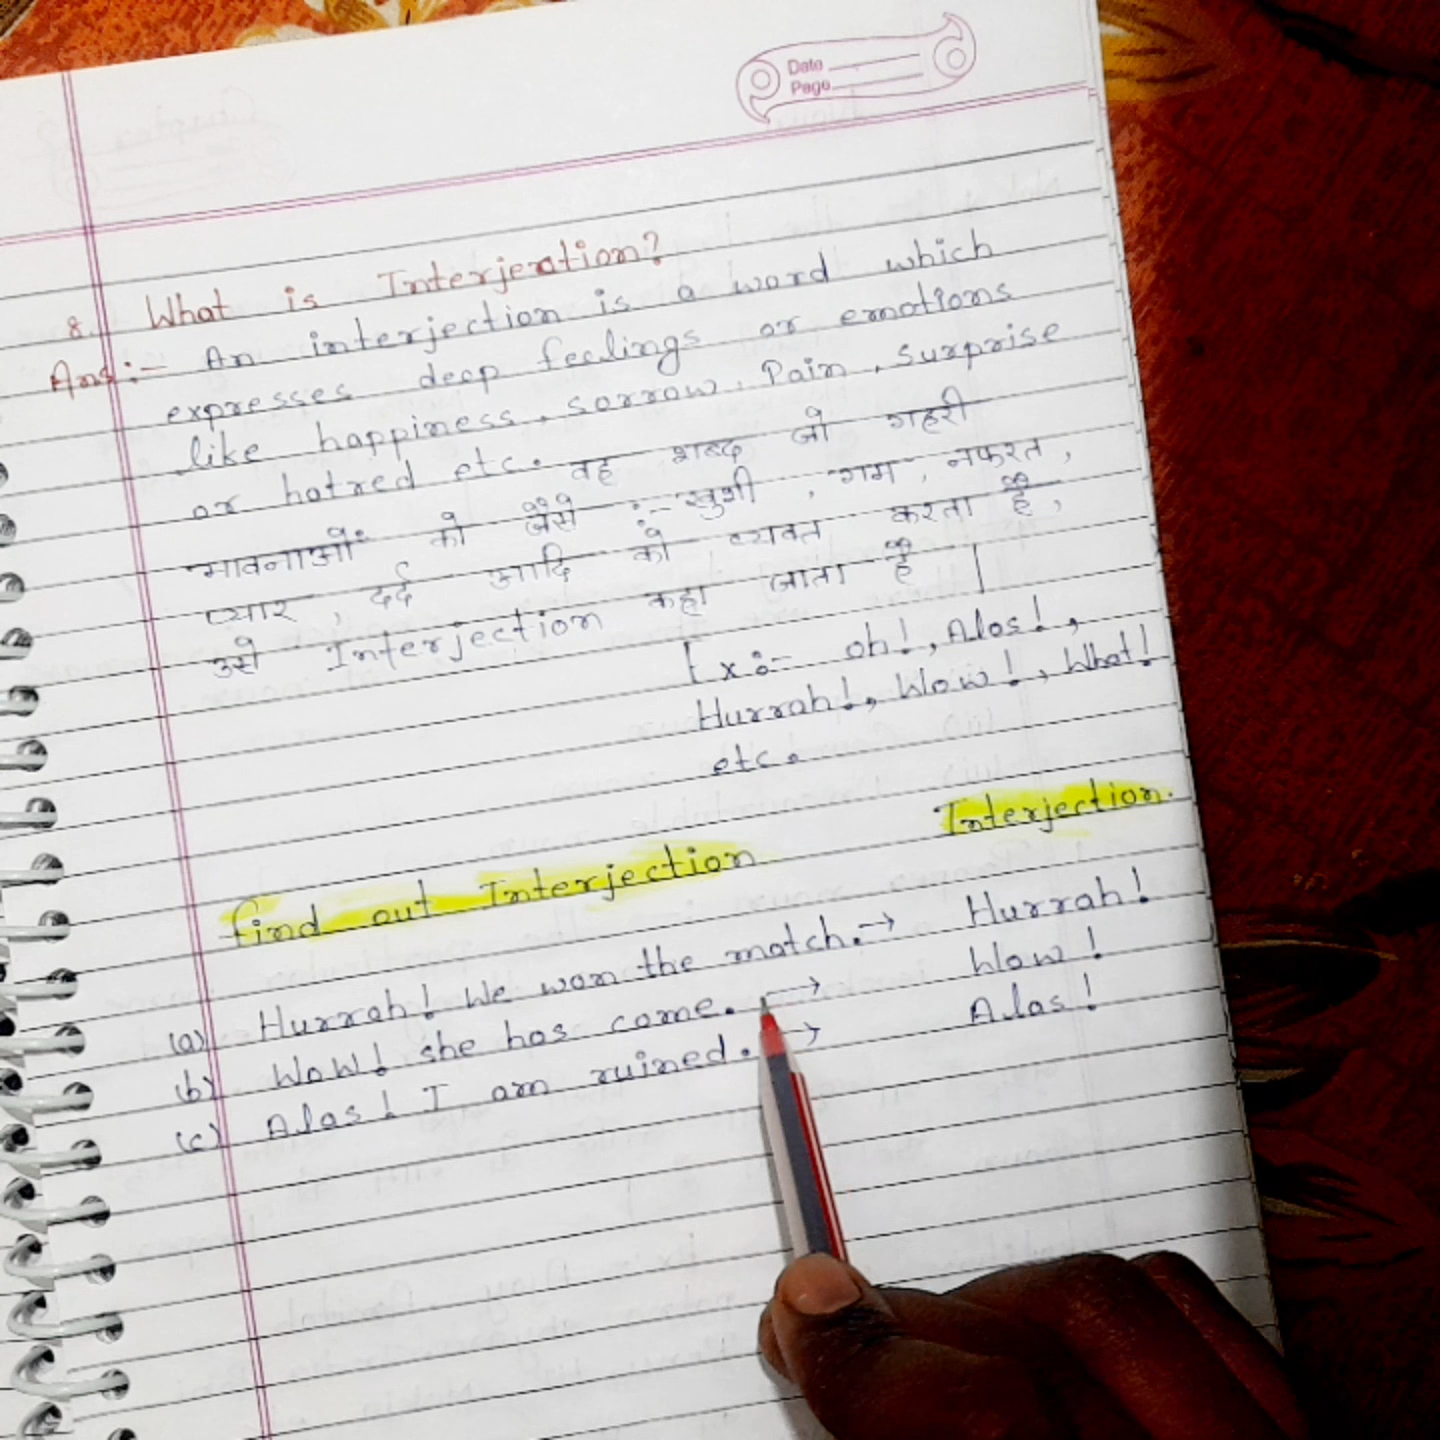 Date
Page
8. What is Interjection?
Ans:- An interjection is a word which
expresses deep feelings or emotions
like happiness, sorrow, Pain, surprise
or hatred etc. वह शब्द जो गहरी
भावनाओं को जैसे :- खुशी, गम, नफरत,
प्यार, दर्द आदि को व्यक्त करता है,
उसे Interjection कहा जाता है |
Ex:- oh!, Alas!,
Hurrah!, Wow!, What!
etc.
find out Interjection Interjection.
(a) Hurrah! We won the match. → Hurrah!
(b) WoW! she has come. → Wow!
(c) Alas! I am ruined. → Alas!